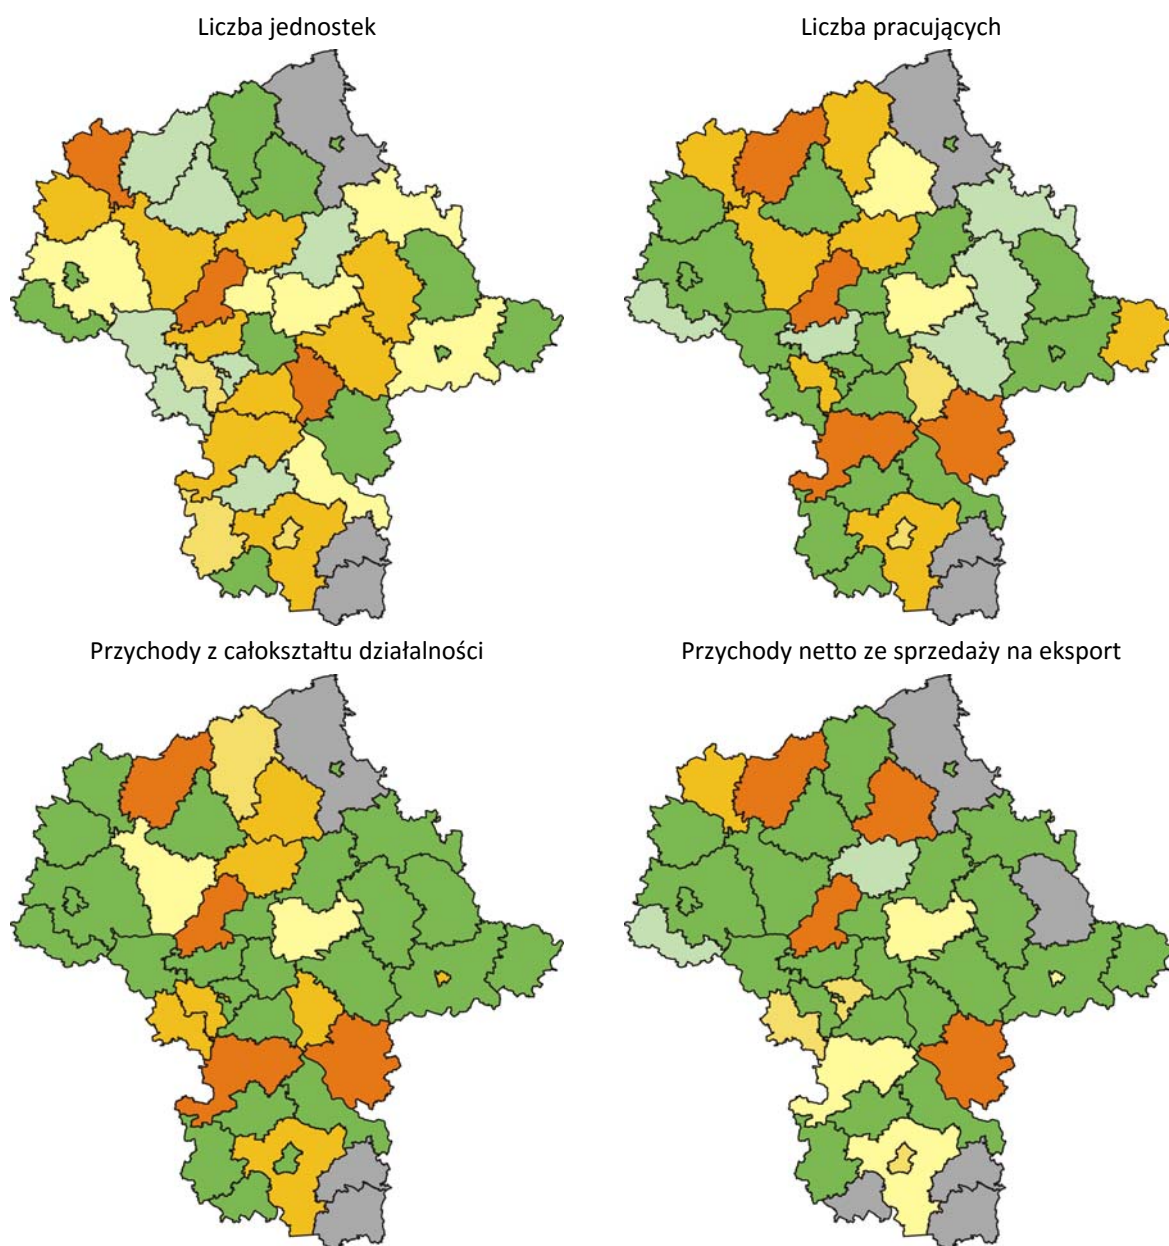 Liczba jednostek
Liczba pracujących
Przychody z całokształtu działalności
Przychody netto ze sprzedaży na eksport